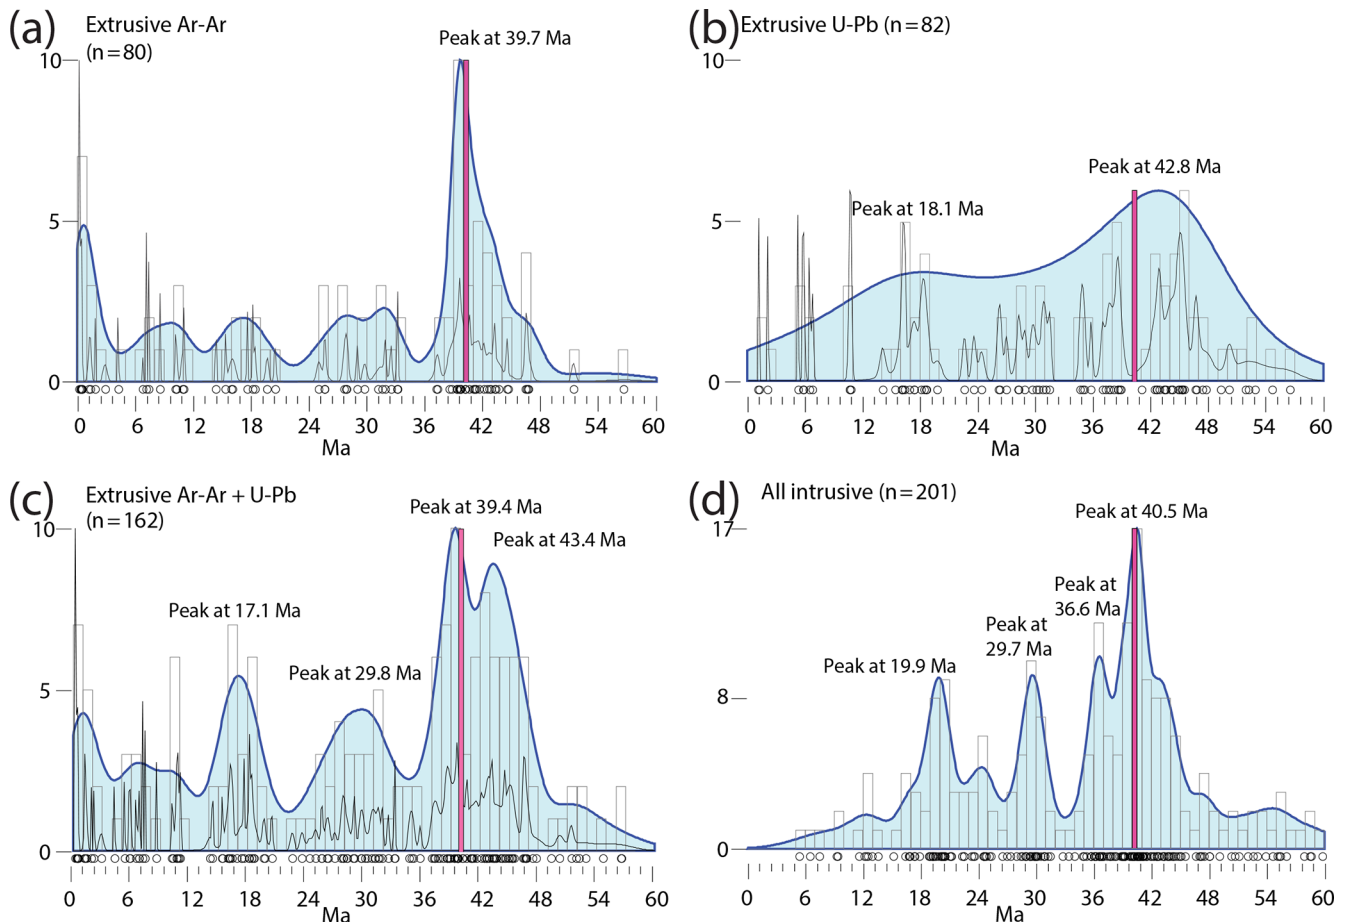 (a)
Extrusive Ar-Ar
(n=80)
Peak at 39.7 Ma
10
5
0
0 6 12 18 24 30 36 42 48 54 60
Ma
(b)
Extrusive U-Pb (n=82)
10
Peak at 42.8 Ma
Peak at 18.1 Ma
5
0
0 6 12 18 24 30 36 42 48 54 60
Ma
(c)
Extrusive Ar-Ar + U-Pb
(n=162)
Peak at 39.4 Ma
10
Peak at 43.4 Ma
Peak at 17.1 Ma
Peak at 29.8 Ma
5
0
0 6 12 18 24 30 36 42 48 54 60
Ma
(d)
All intrusive (n=201)
Peak at 40.5 Ma
17
Peak at
36.6 Ma
Peak at
29.7 Ma
Peak at 19.9 Ma
8
0
0 6 12 18 24 30 36 42 48 54 60
Ma